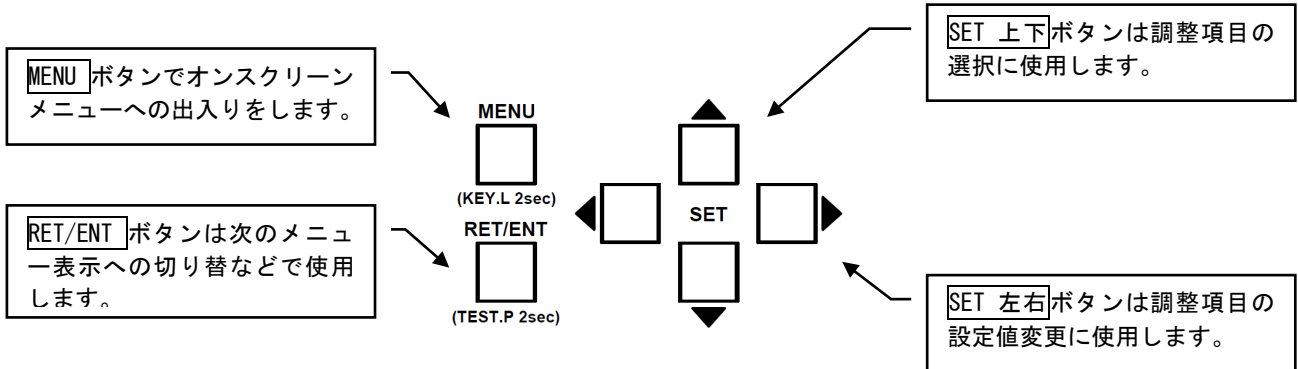 MENU ボタンでオンスクリーン
メニューへの出入りをします。
RET/ENT ボタンは次のメニュ
ー表示への切り替などで使用
します。
MENU
(KEY.L 2sec)
RET/ENT
(TEST.P 2sec)
SET
SET 上下ボタンは調整項目の
選択に使用します。
SET 左右ボタンは調整項目の
設定値変更に使用します。